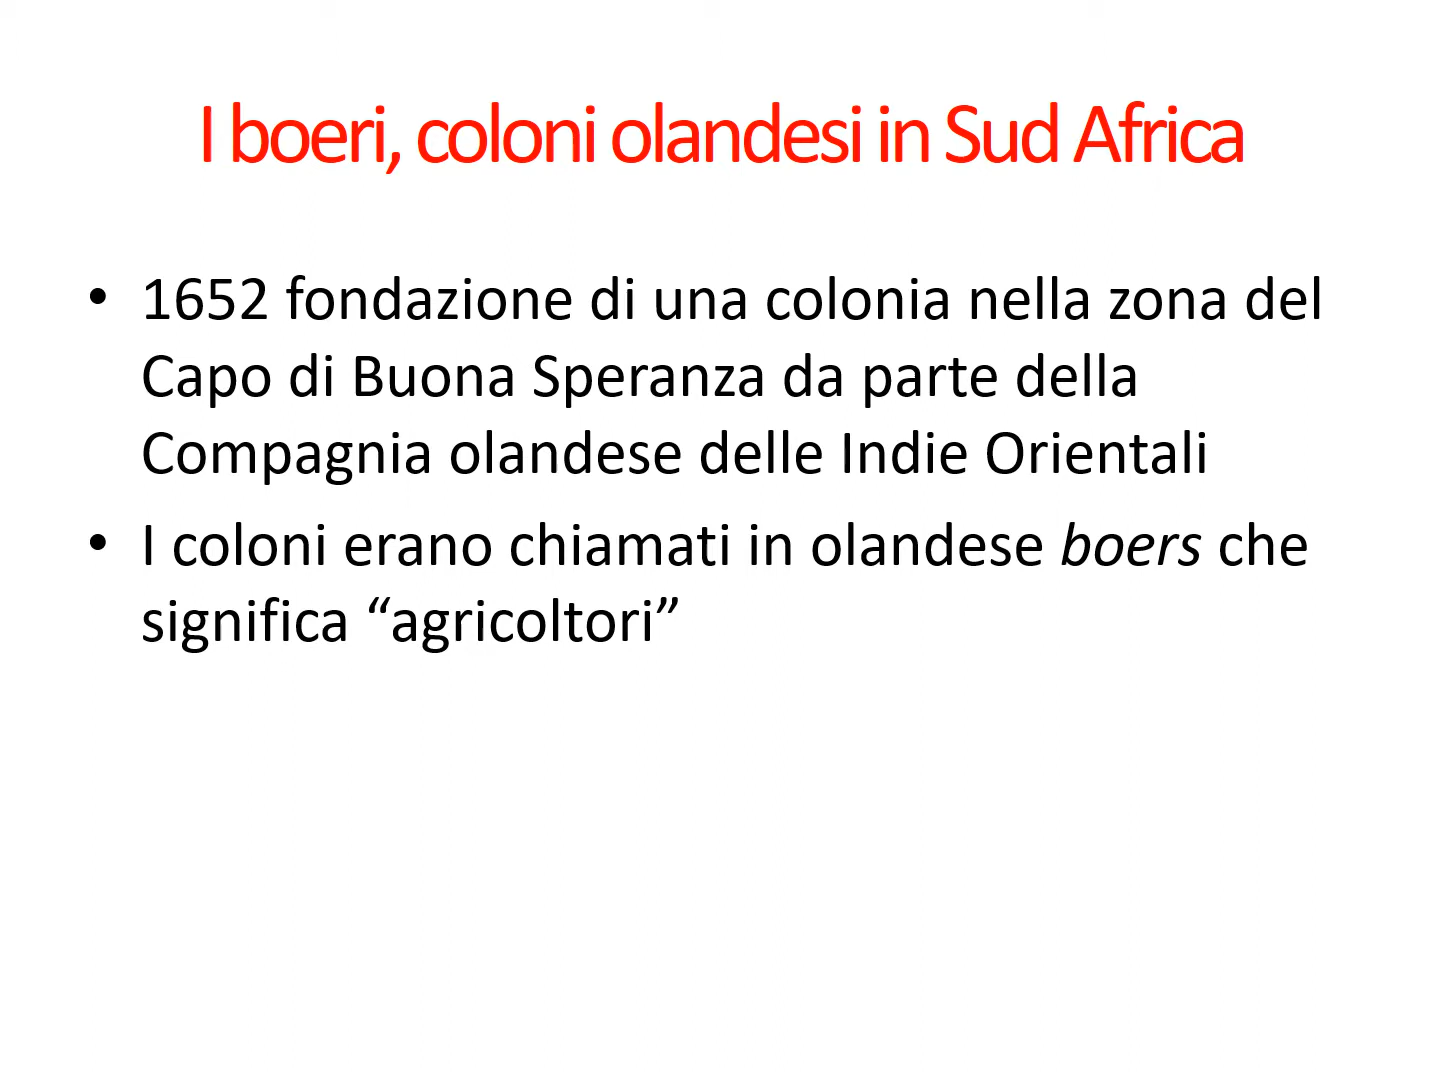 I boeri, coloni olandesi in Sud Africa
• 1652 fondazione di una colonia nella zona del
Capo di Buona Speranza da parte della
Compagnia olandese delle Indie Orientali
• I coloni erano chiamati in olandese boers che
significa “agricoltori”